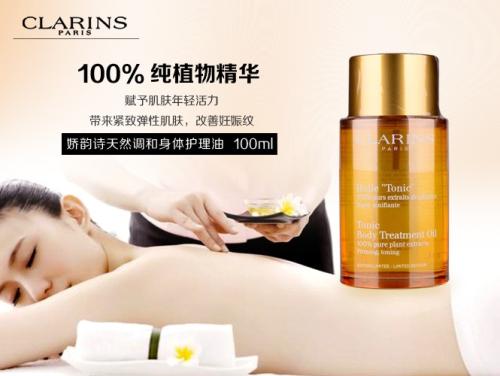 CLARINS
PARIS
100% 纯植物精华
赋予肌肤年轻活力
带来紧致弹性肌肤，改善妊娠纹
娇韵诗天然调和身体护理油 100ml
CLARINS
PARIS
Huile "Tonic"
Tonic
Body Treatment Oil
100% pure plant extracts
Firming, toning